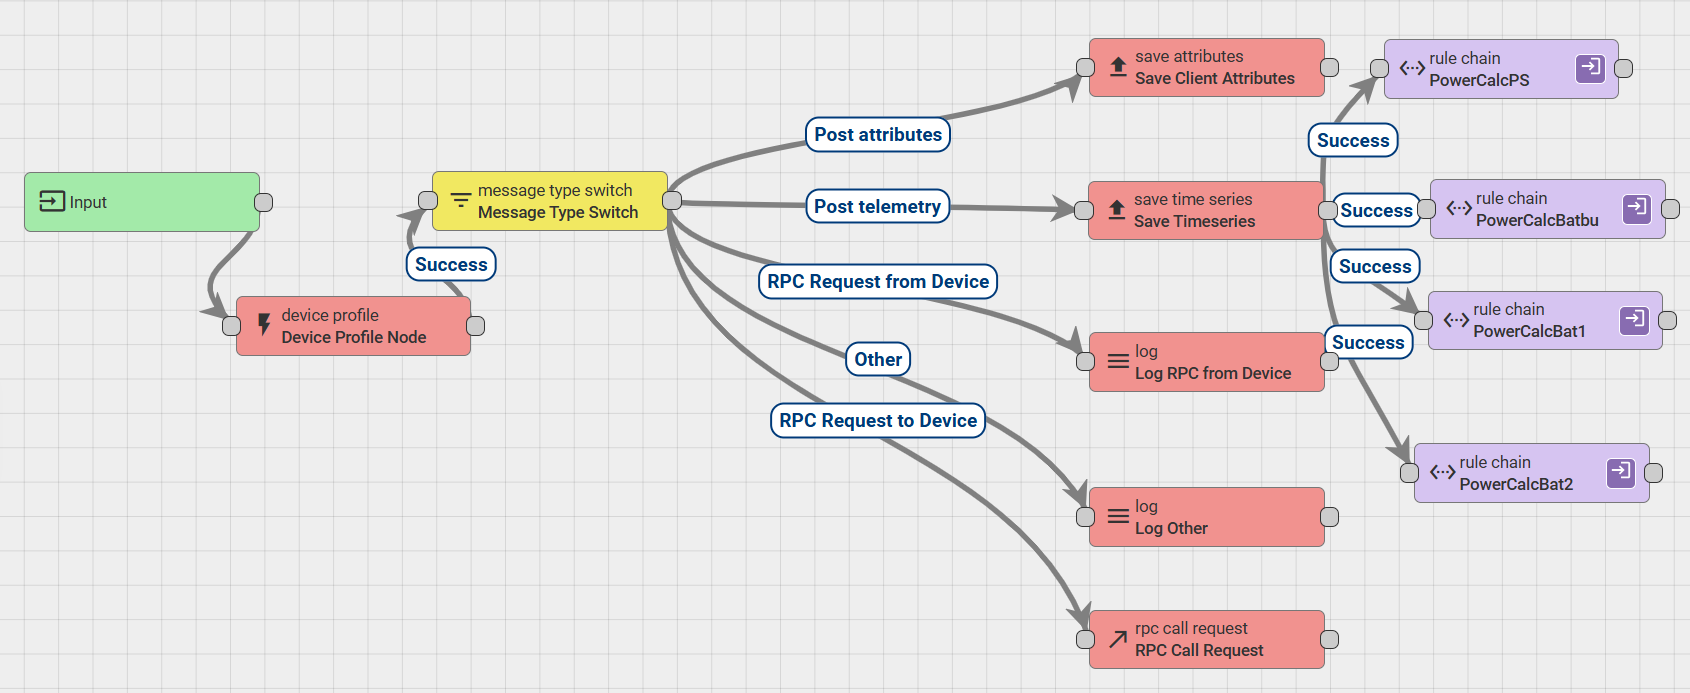 Input
device profile
Device Profile Node
Success
message type switch
Message Type Switch
Post attributes
Post telemetry
RPC Request from Device
Other
RPC Request to Device
save attributes
Save Client Attributes
save time series
Save Timeseries
log
Log RPC from Device
log
Log Other
rpc call request
RPC Call Request
Success
Success
Success
Success
rule chain
PowerCalcPS
rule chain
PowerCalcBatbu
rule chain
PowerCalcBat1
rule chain
PowerCalcBat2